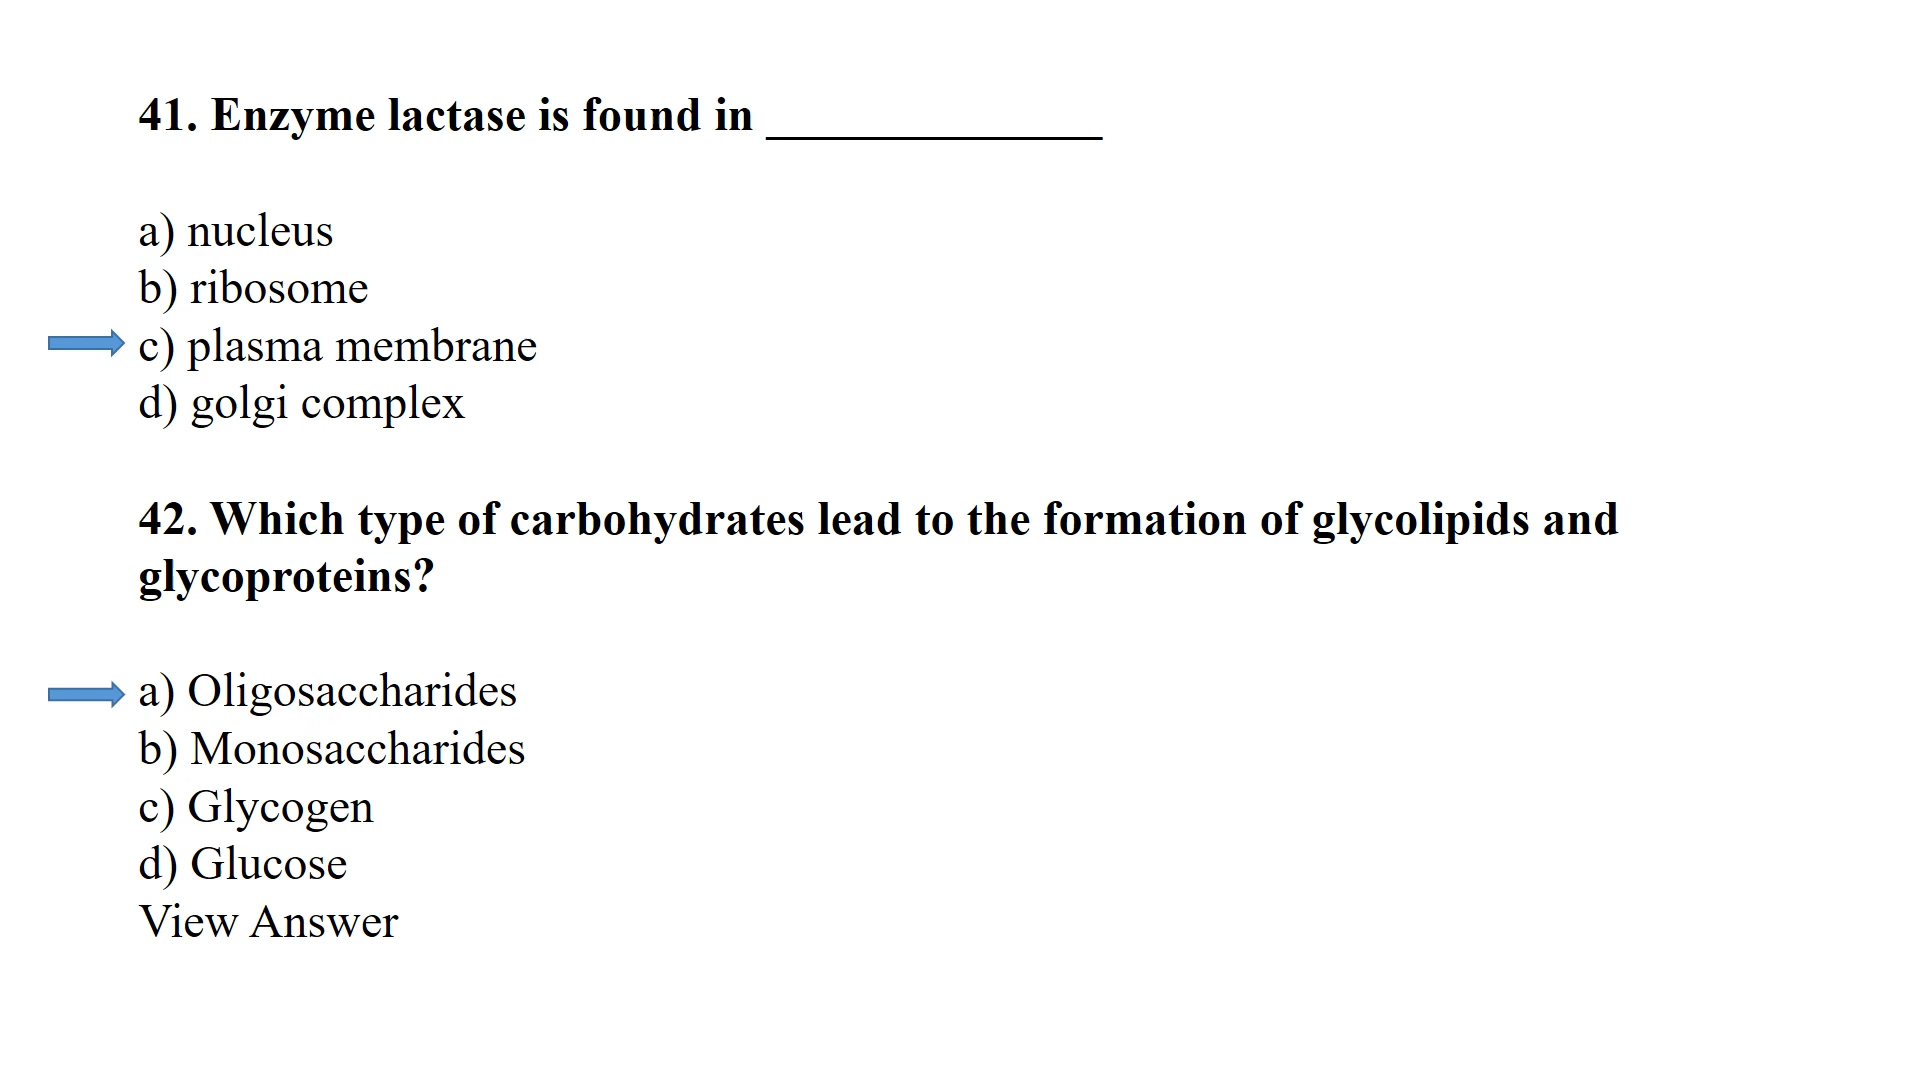 41. Enzyme lactase is found in ______________
a) nucleus
b) ribosome
c) plasma membrane
d) golgi complex
42. Which type of carbohydrates lead to the formation of glycolipids and
glycoproteins?
a) Oligosaccharides
b) Monosaccharides
c) Glycogen
d) Glucose
View Answer